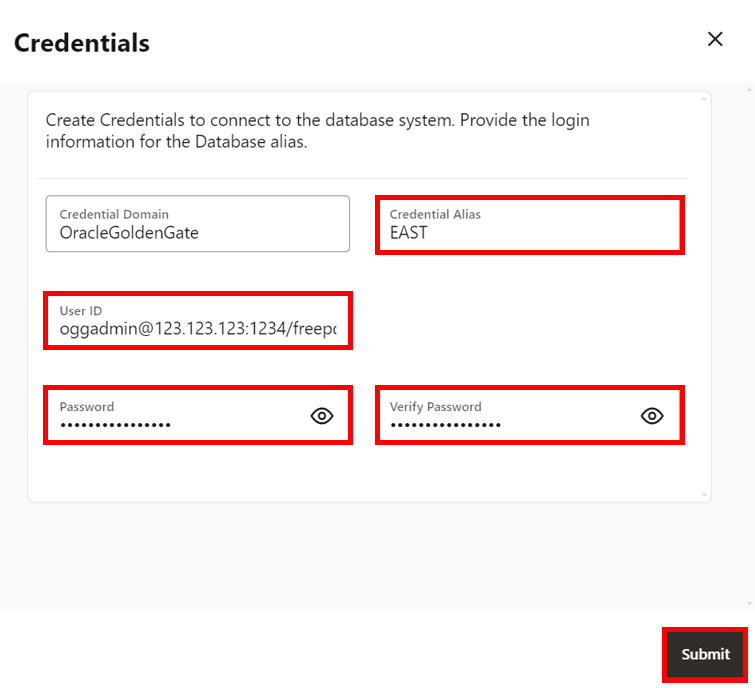 Credentials
Create Credentials to connect to the database system. Provide the login
information for the Database alias.
Credential Domain
OracleGoldenGate
Credential Alias
EAST
User ID
oggadmin@123.123.123:1234/freep
Password
••••••••••••••••
Verify Password
••••••••••••••••
Submit